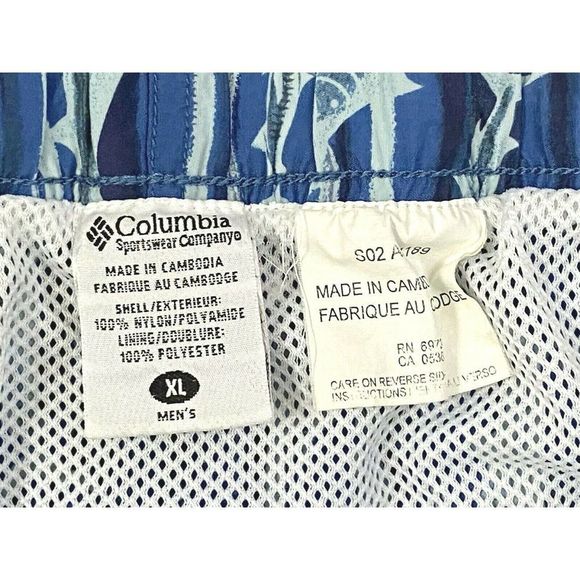 Columbia
Sportswear Company®
MADE IN CAMBODIA
FABRIQUE AU CAMBODGE
SHELL/EXTERIEUR:
100% NYLON/POLYAMIDE
LINING/DOUBLURE:
100% POLYESTER
XL
MEN'S
S02
MADE IN
FABRIQUE AU
RN
CA
CARE ON REVERSE